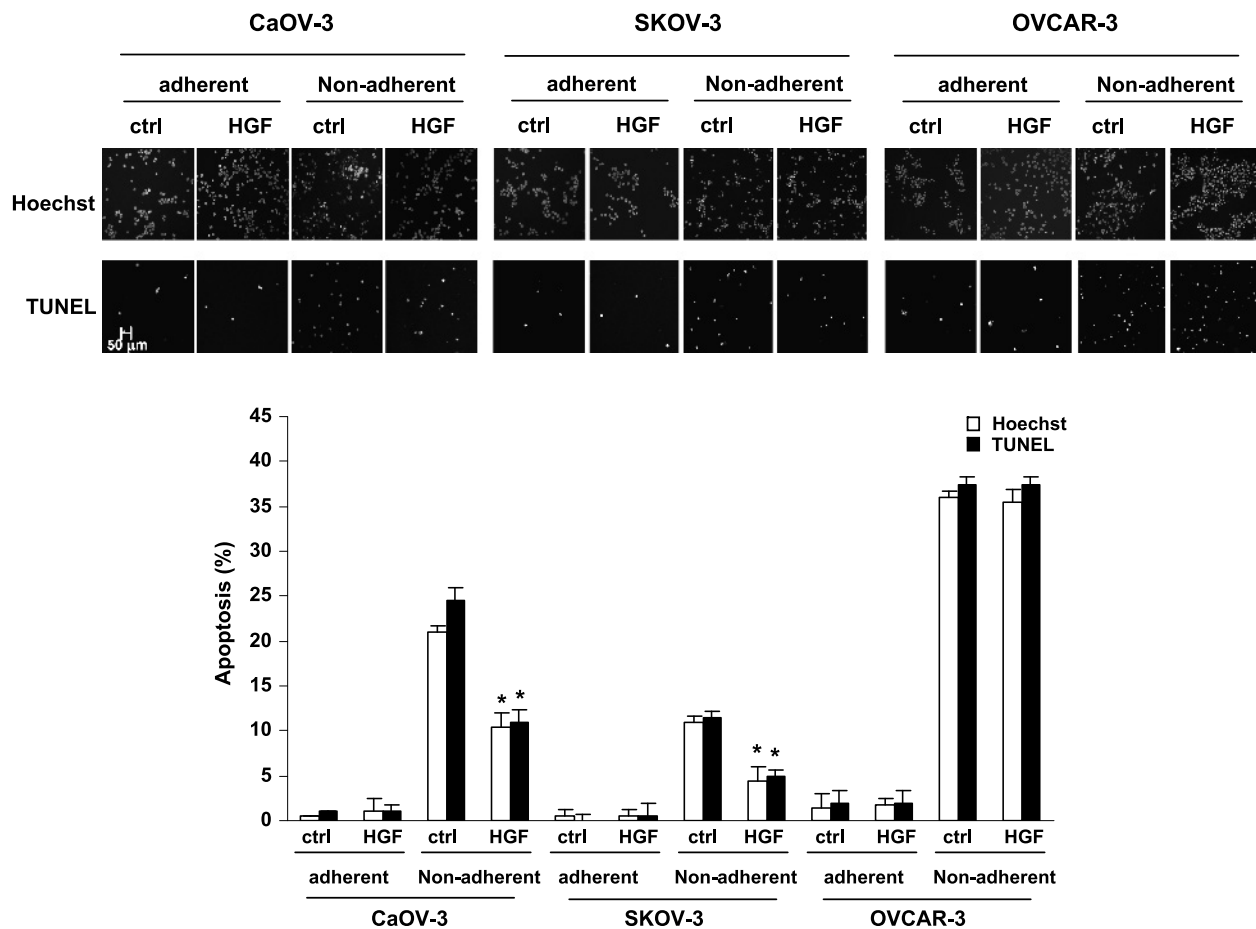 CaOV-3 SKOV-3 OVCAR-3
adherent Non-adherent adherent Non-adherent adherent Non-adherent
ctrl HGF ctrl HGF ctrl HGF ctrl HGF ctrl HGF ctrl HGF
Hoechst
TUNEL
50 μm
45
40
35
30
25
20
15
10
5
0
Apoptosis (%)
Hoechst
TUNEL
* *
* *
ctrl HGF ctrl HGF ctrl HGF ctrl HGF ctrl HGF ctrl HGF
adherent Non-adherent adherent Non-adherent adherent Non-adherent
CaOV-3 SKOV-3 OVCAR-3